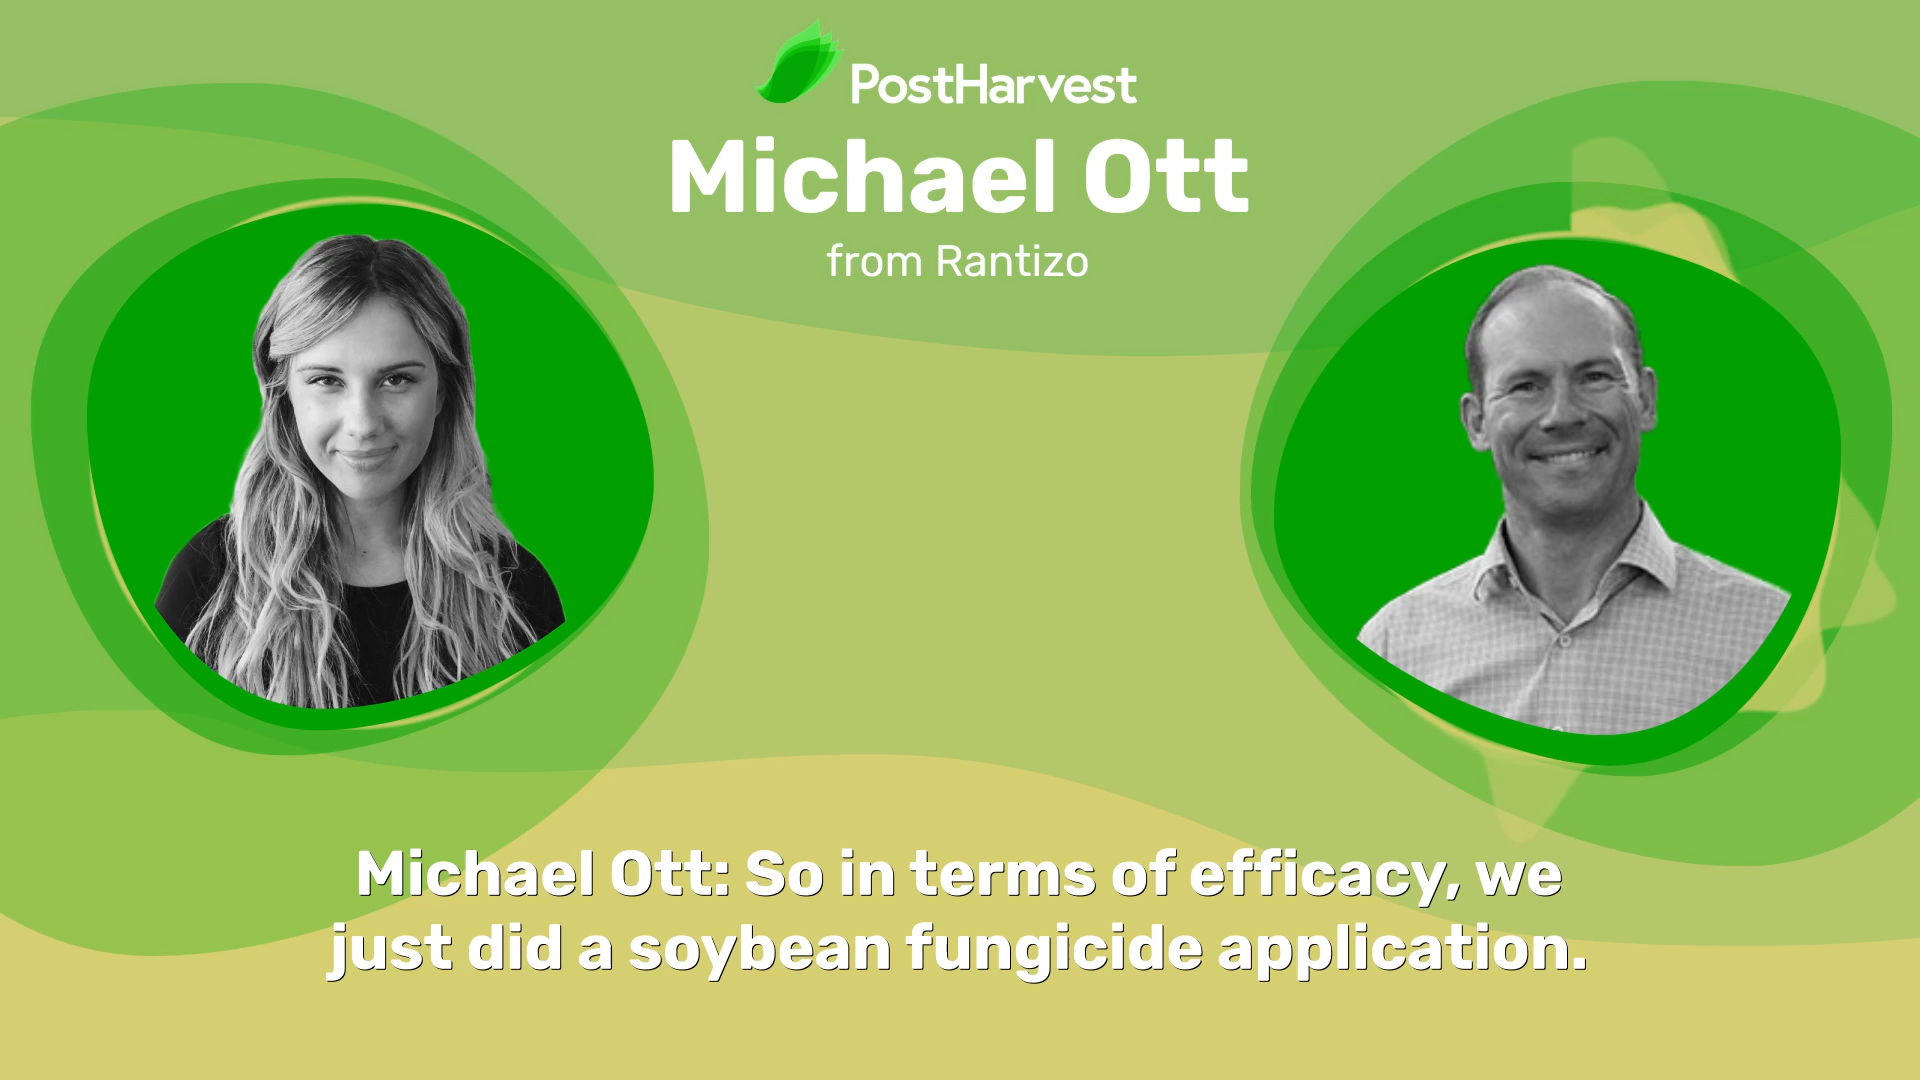 PostHarvest
Michael Ott
from Rantizo
Michael Ott: So in terms of efficacy, we
just did a soybean fungicide application.